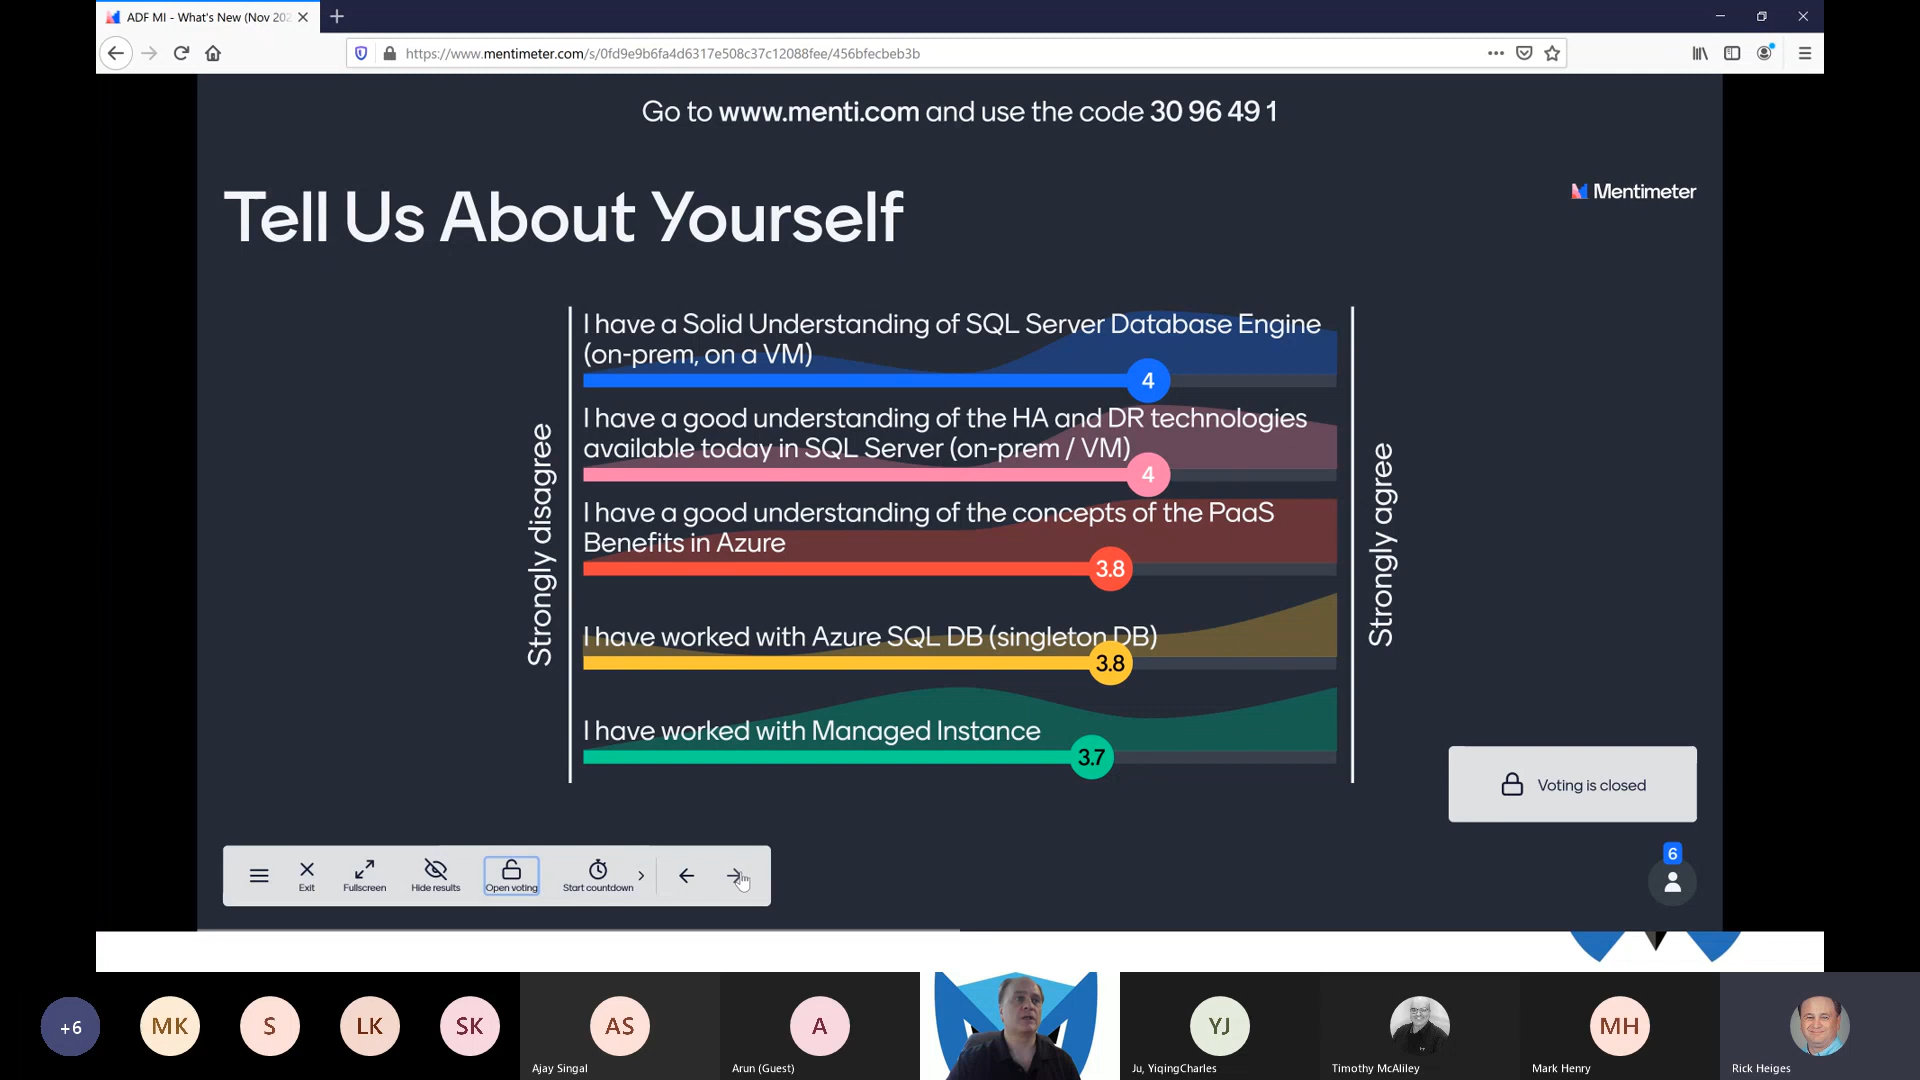 ADF MI - What's New (Nov 202
https://www.mentimeter.com/s/0fd9e9b6fa4d6317e508c37c12088fee/456bfecbeb3b
Go to www.menti.com and use the code 30 96 49 1
Tell Us About Yourself
Mentimeter
Strongly disagree
I have a Solid Understanding of SQL Server Database Engine
(on-prem, on a VM)
4
I have a good understanding of the HA and DR technologies
available today in SQL Server (on-prem / VM)
4
I have a good understanding of the concepts of the PaaS
Benefits in Azure
3.8
I have worked with Azure SQL DB (singleton DB)
3.8
I have worked with Managed Instance
3.7
Strongly agree
Voting is closed
6
Exit
Fullscreen
Hide results
Open voting
Start countdown
+6
MK
S
LK
SK
AS
Ajay Singal
A
Arun (Guest)
YJ
Ju, YiqingCharles
Timothy McAliley
MH
Mark Henry
Rick Heiges